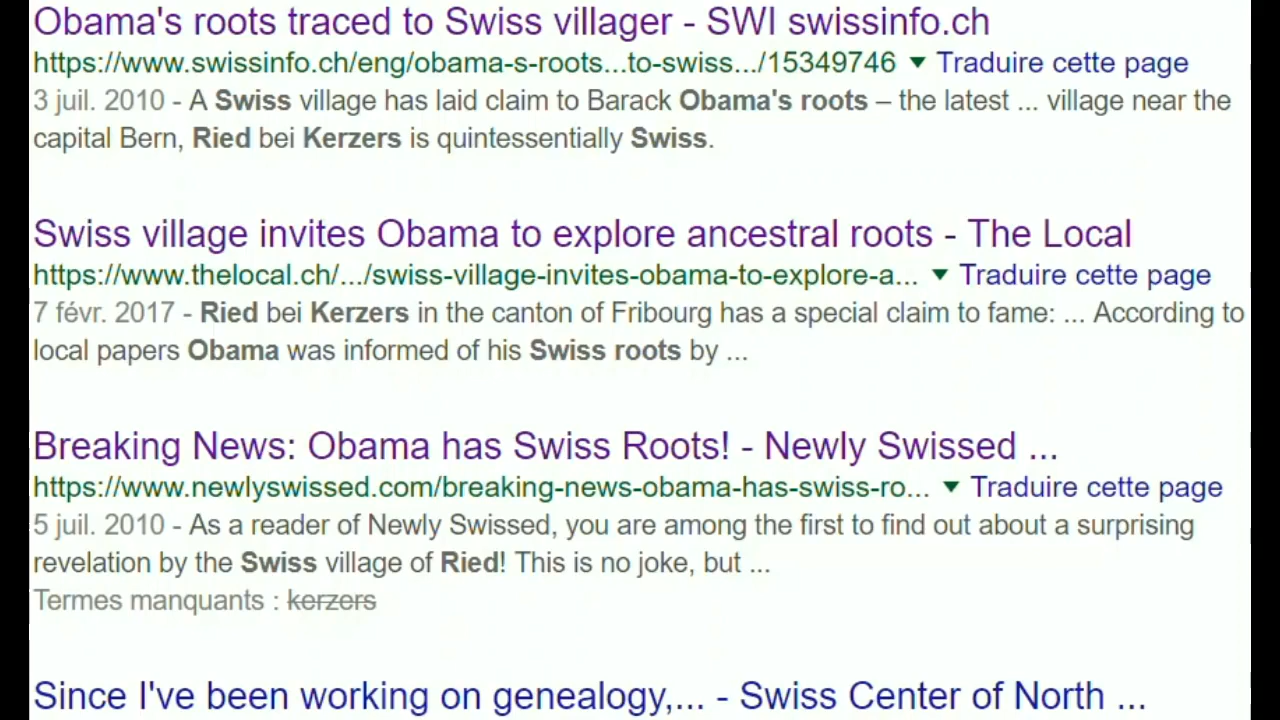 Obama's roots traced to Swiss villager - SWI swissinfo.ch
https://www.swissinfo.ch/eng/obama-s-roots...to-swiss.../15349746 ▼ Traduire cette page
3 juil. 2010 - A Swiss village has laid claim to Barack Obama's roots – the latest ... village near the
capital Bern, Ried bei Kerzers is quintessentially Swiss.
Swiss village invites Obama to explore ancestral roots - The Local
https://www.thelocal.ch/.../swiss-village-invites-obama-to-explore-a... ▼ Traduire cette page
7 févr. 2017 - Ried bei Kerzers in the canton of Fribourg has a special claim to fame: ... According to
local papers Obama was informed of his Swiss roots by ...
Breaking News: Obama has Swiss Roots! - Newly Swissed ...
https://www.newlyswissed.com/breaking-news-obama-has-swiss-ro... ▼ Traduire cette page
5 juil. 2010 - As a reader of Newly Swissed, you are among the first to find out about a surprising
revelation by the Swiss village of Ried! This is no joke, but ...
Termes manquants : kerzers
Since I've been working on genealogy,... - Swiss Center of North ...